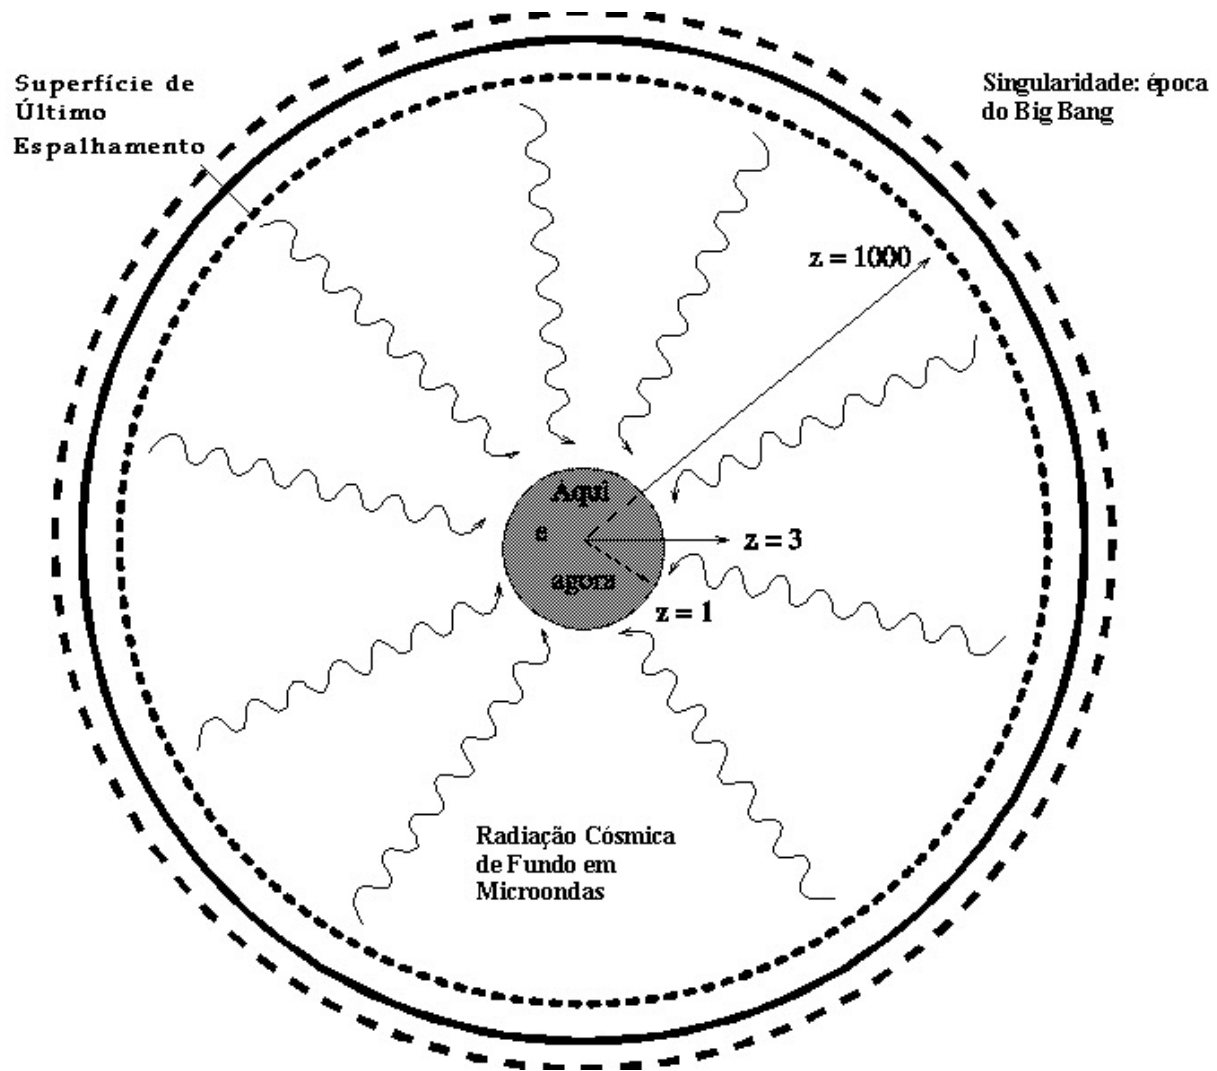 Superfície de
Último
Espalhamento
Singularidade: época
do Big Bang
z = 1000
Aqui
e
agora
z = 3
z = 1
Radiação Cósmica
de Fundo em
Microondas